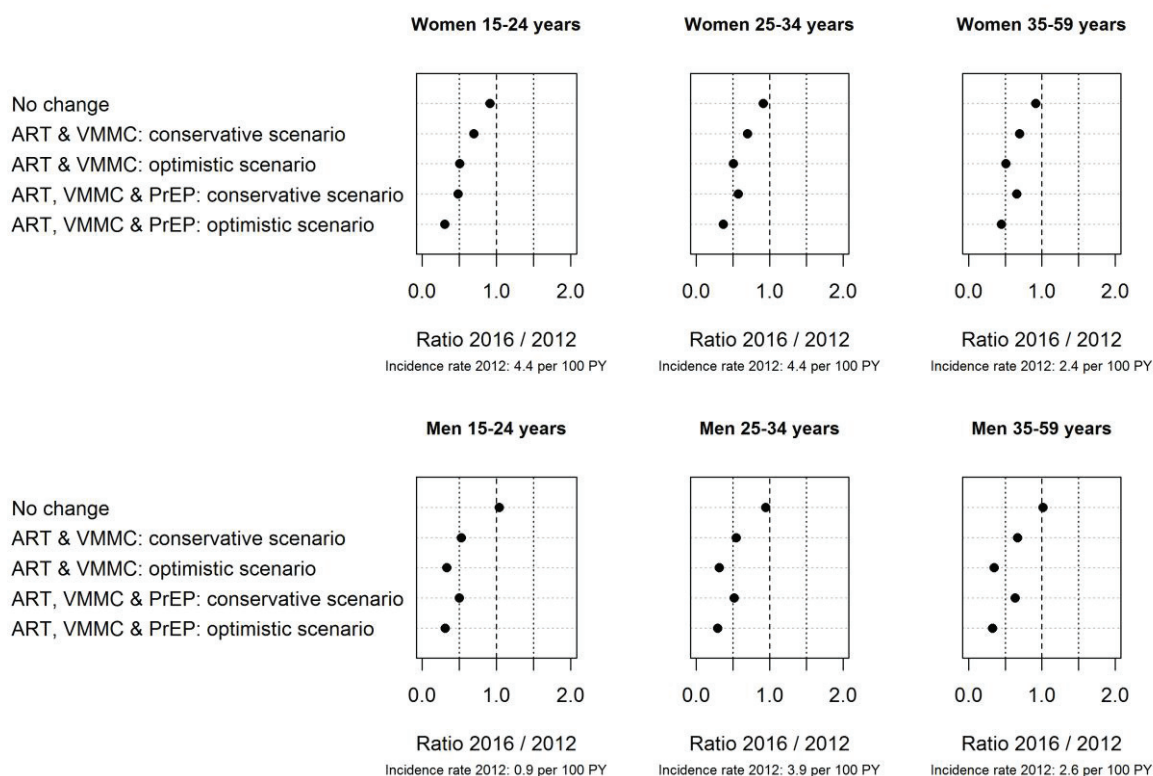 Women 15-24 years
Women 25-34 years
Women 35-59 years
No change
ART & VMMC: conservative scenario
ART & VMMC: optimistic scenario
ART, VMMC & PrEP: conservative scenario
ART, VMMC & PrEP: optimistic scenario
0.0 1.0 2.0
0.0 1.0 2.0
0.0 1.0 2.0
Ratio 2016 / 2012
Ratio 2016 / 2012
Ratio 2016 / 2012
Incidence rate 2012: 4.4 per 100 PY
Incidence rate 2012: 4.4 per 100 PY
Incidence rate 2012: 2.4 per 100 PY
Men 15-24 years
Men 25-34 years
Men 35-59 years
No change
ART & VMMC: conservative scenario
ART & VMMC: optimistic scenario
ART, VMMC & PrEP: conservative scenario
ART, VMMC & PrEP: optimistic scenario
0.0 1.0 2.0
0.0 1.0 2.0
0.0 1.0 2.0
Ratio 2016 / 2012
Ratio 2016 / 2012
Ratio 2016 / 2012
Incidence rate 2012: 0.9 per 100 PY
Incidence rate 2012: 3.9 per 100 PY
Incidence rate 2012: 2.6 per 100 PY